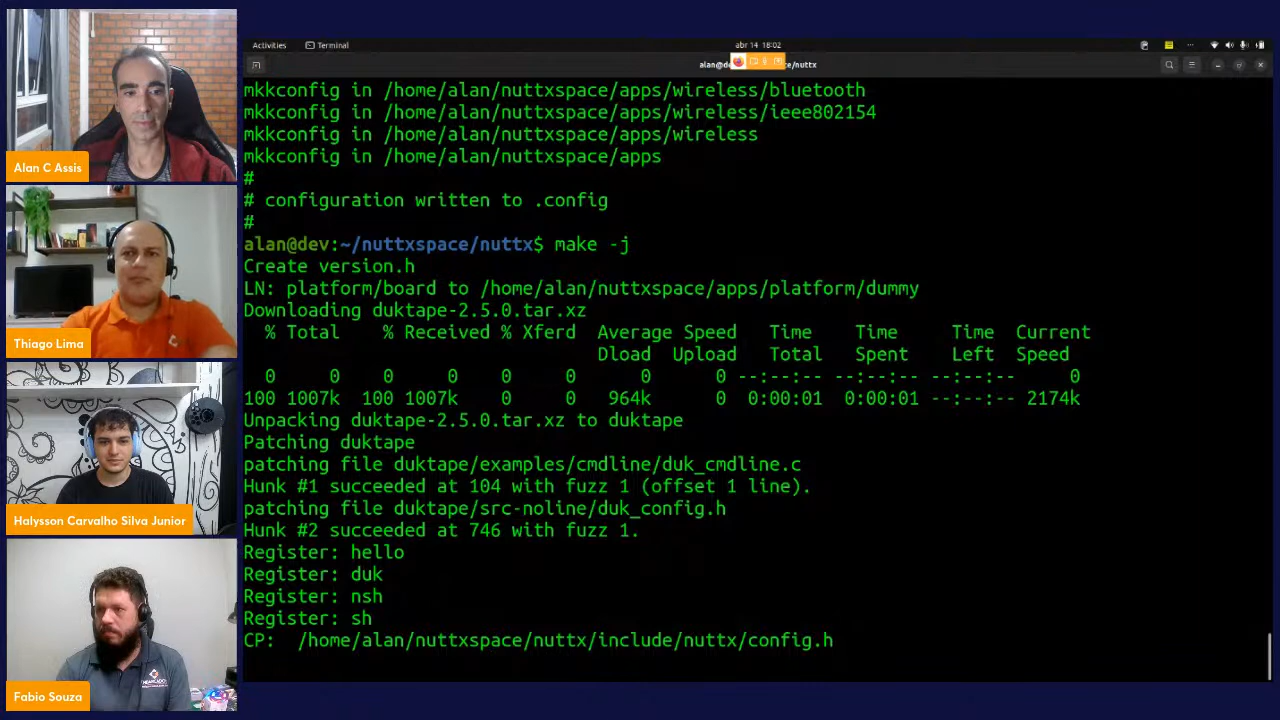 Alan C Assis
Thiago Lima
Halysson Carvalho Silva Junior
Fabio Souza
Activities Terminal abr 14 18:02
mkkconfig in /home/alan/nuttxspace/apps/wireless/bluetooth
mkkconfig in /home/alan/nuttxspace/apps/wireless/ieee802154
mkkconfig in /home/alan/nuttxspace/apps/wireless
mkkconfig in /home/alan/nuttxspace/apps
#
# configuration written to .config
#
alan@dev:~/nuttxspace/nuttx$ make -j
Create version.h
LN: platform/board to /home/alan/nuttxspace/apps/platform/dummy
Downloading duktape-2.5.0.tar.xz
% Total % Received % Xferd Average Speed Time Time Time Current
Dload Upload Total Spent Left Speed
0 0 0 0 0 0 0 0 --:--:-- --:--:-- --:--:-- 0
100 1007k 100 1007k 0 0 964k 0 0:00:01 0:00:01 --:--:-- 2174k
Unpacking duktape-2.5.0.tar.xz to duktape
Patching duktape
patching file duktape/examples/cmdline/duk_cmdline.c
Hunk #1 succeeded at 104 with fuzz 1 (offset 1 line).
patching file duktape/src-noline/duk_config.h
Hunk #2 succeeded at 746 with fuzz 1.
Register: hello
Register: duk
Register: nsh
Register: sh
CP: /home/alan/nuttxspace/nuttx/include/nuttx/config.h